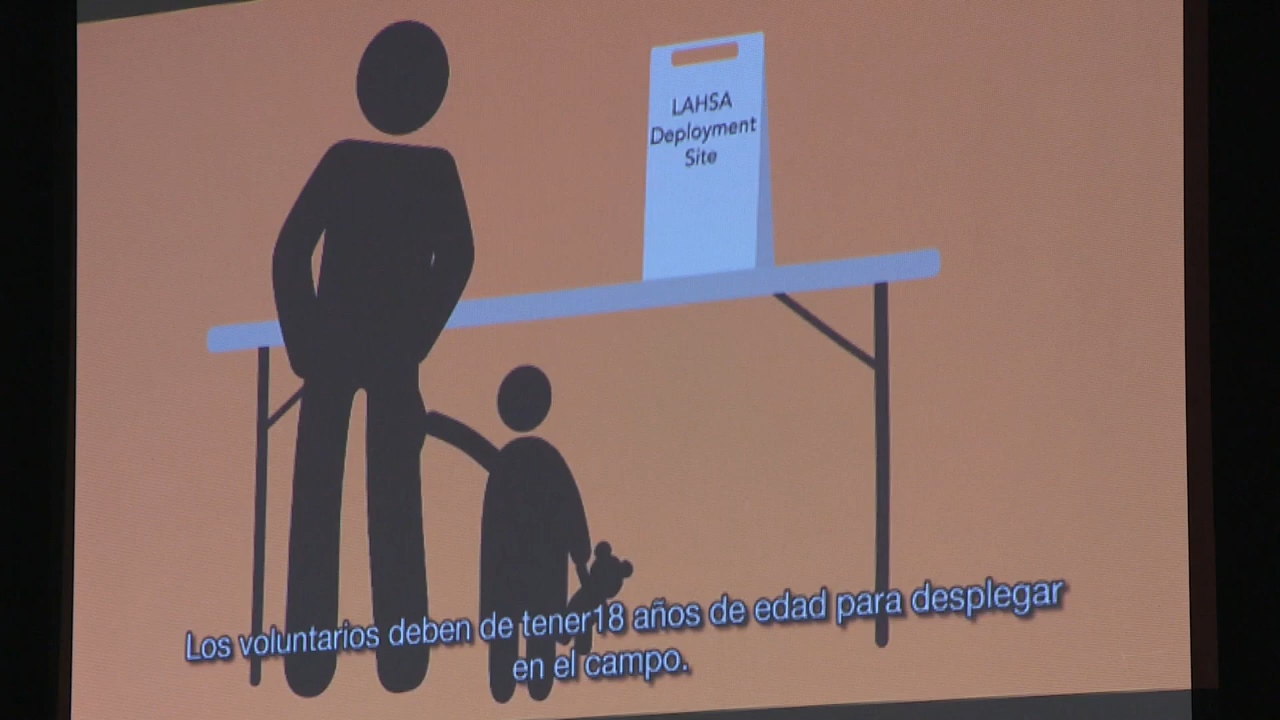 LAHSA
Deployment
Site
Los voluntarios deben de tener18 años de edad para desplegar
en el campo.